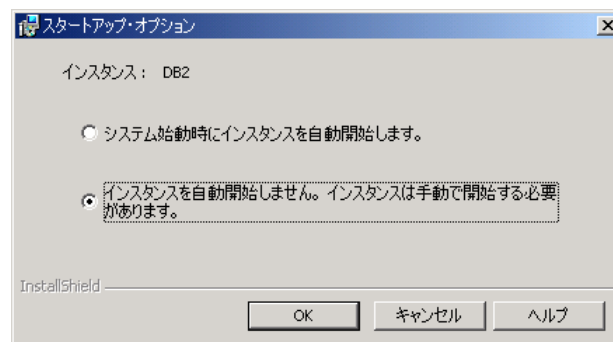 スタートアップ・オプション
インスタンス： DB2
システム始動時にインスタンスを自動開始します。
インスタンスを自動開始しません。インスタンスは手動で開始する必要
があります。
InstallShield
OK キャンセル ヘルプ